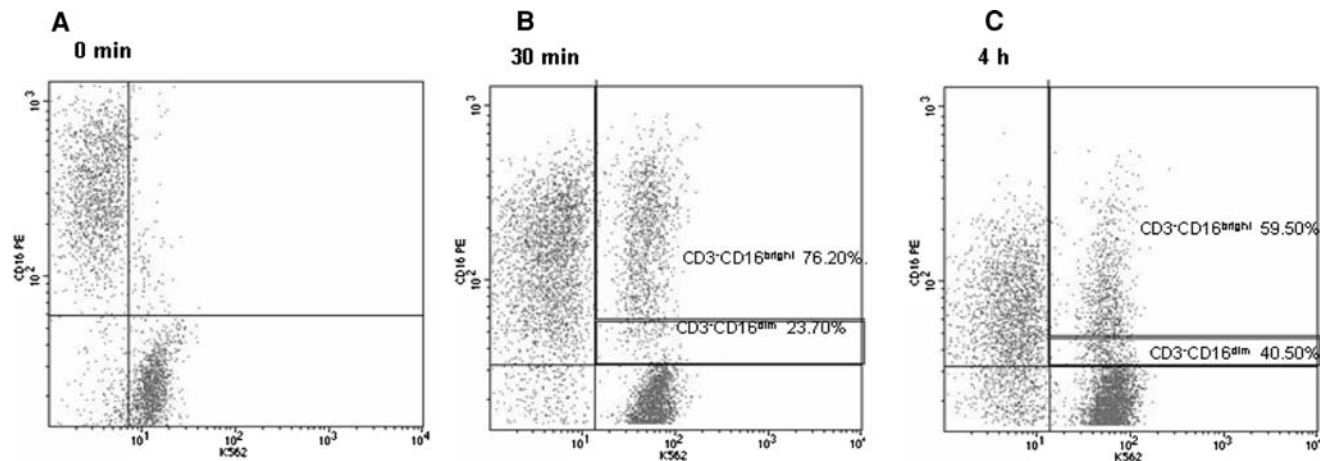 A
0 min
B
30 min
C
4 h
10³
10²
CD16 PE
10¹
10²
10³
10⁴
K562
10³
10²
CD16 PE
CD3⁻CD16ᵇʳⁱᵍʰᵗ 76.20%.
CD3⁻CD16ᵈⁱᵐ 23.70%
10¹
10²
10³
10⁴
K562
10³
10²
CD16 PE
CD3⁻CD16ᵇʳⁱᵍʰᵗ 59.50%
CD3⁻CD16ᵈⁱᵐ 40.50%
10¹
10²
10³
10⁴
K562